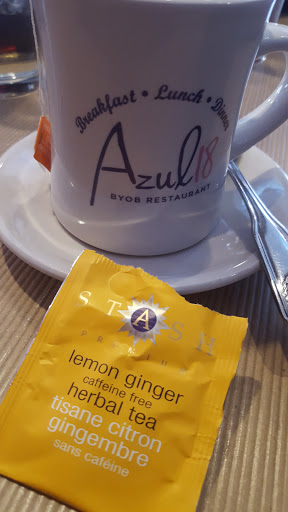 Breakfast • Lunch • Dinner
Azul 18
BYOB RESTAURANT
STASH
PREMIUM
lemon ginger
caffeine free
herbal tea
tisane citron
gingembre
sans caféine